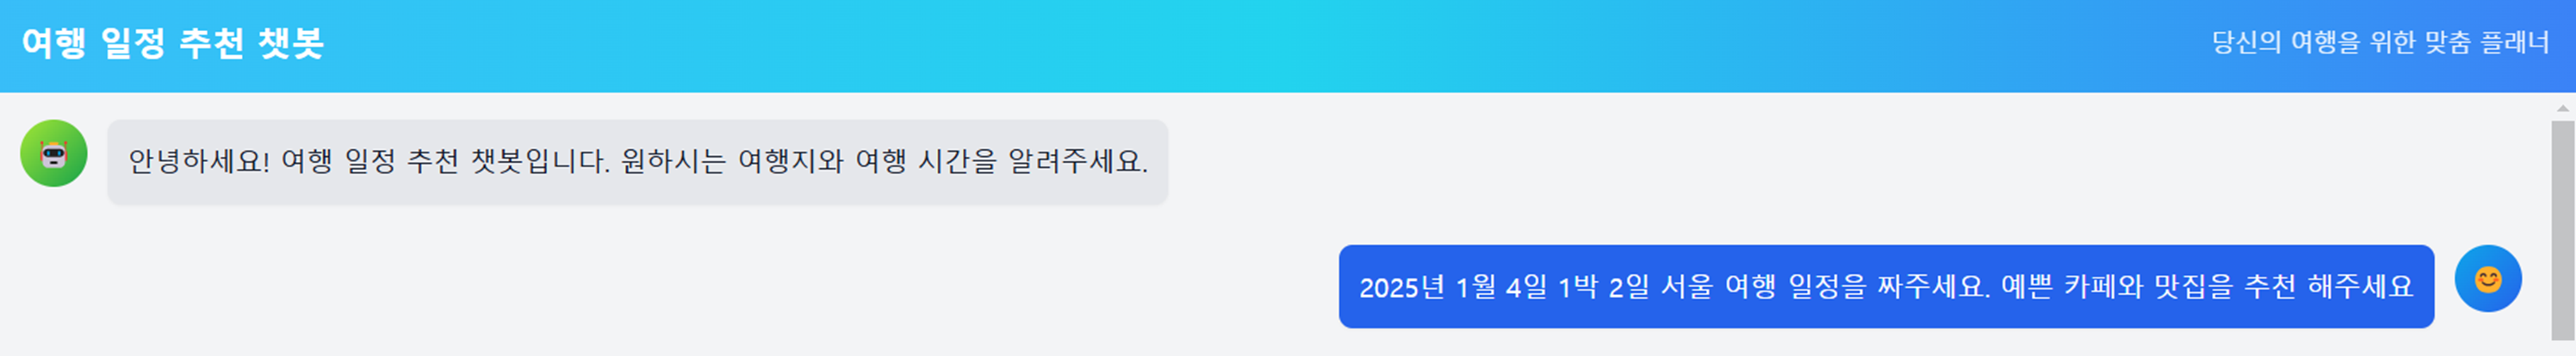 여행 일정 추천 챗봇
당신의 여행을 위한 맞춤 플래너
안녕하세요! 여행 일정 추천 챗봇입니다. 원하시는 여행지와 여행 시간을 알려주세요.
2025년 1월 4일 1박 2일 서울 여행 일정을 짜주세요. 예쁜 카페와 맛집을 추천 해주세요